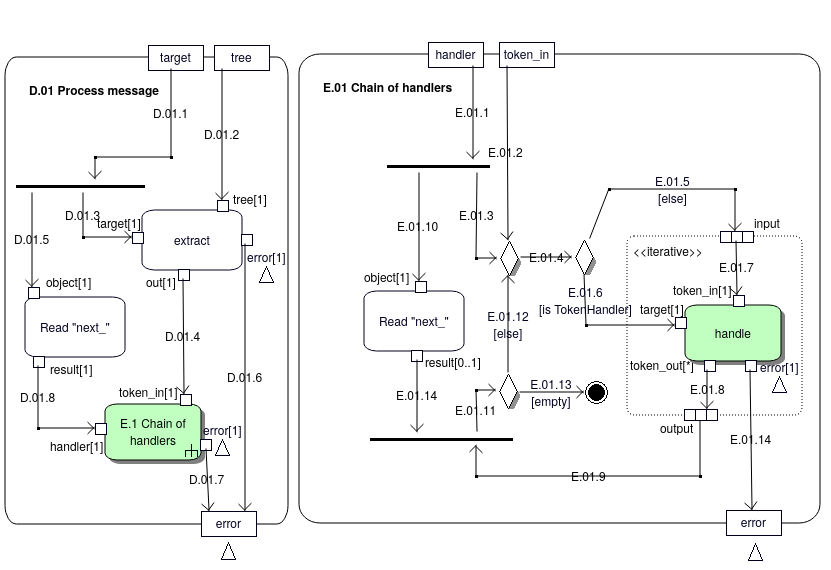 target
tree
D.01 Process message
D.01.1
D.01.2
tree[1]
D.01.3
target[1]
D.01.5
extract
error[1]
object[1]
out[1]
Read "next_"
D.01.4
result[1]
D.01.6
D.01.8
token_in[1]
E.1 Chain of
handlers
error[1]
handler[1]
D.01.7
error
handler
token_in
E.01 Chain of handlers
E.01.1
E.01.2
E.01.5
[else]
E.01.3
E.01.10
input
<<iterative>>
E.01.4
E.01.7
object[1]
E.01.6
[is TokenHandler]
token_in[1]
target[1]
E.01.12
[else]
Read "next_"
handle
result[0..1]
token_out[*]
error[1]
E.01.13
[empty]
E.01.8
E.01.14
E.01.11
output
E.01.14
E.01.9
error